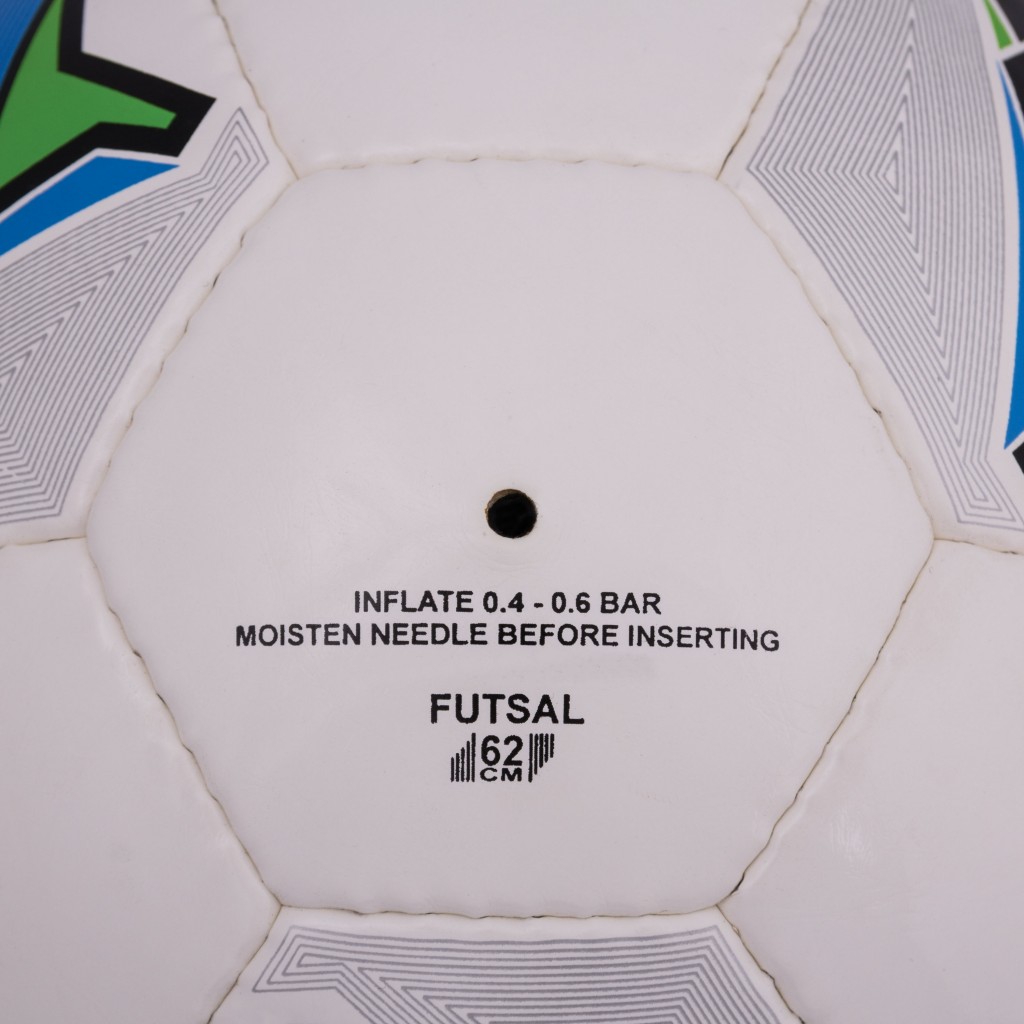 INFLATE 0.4 - 0.6 BAR
MOISTEN NEEDLE BEFORE INSERTING
FUTSAL
62
CM